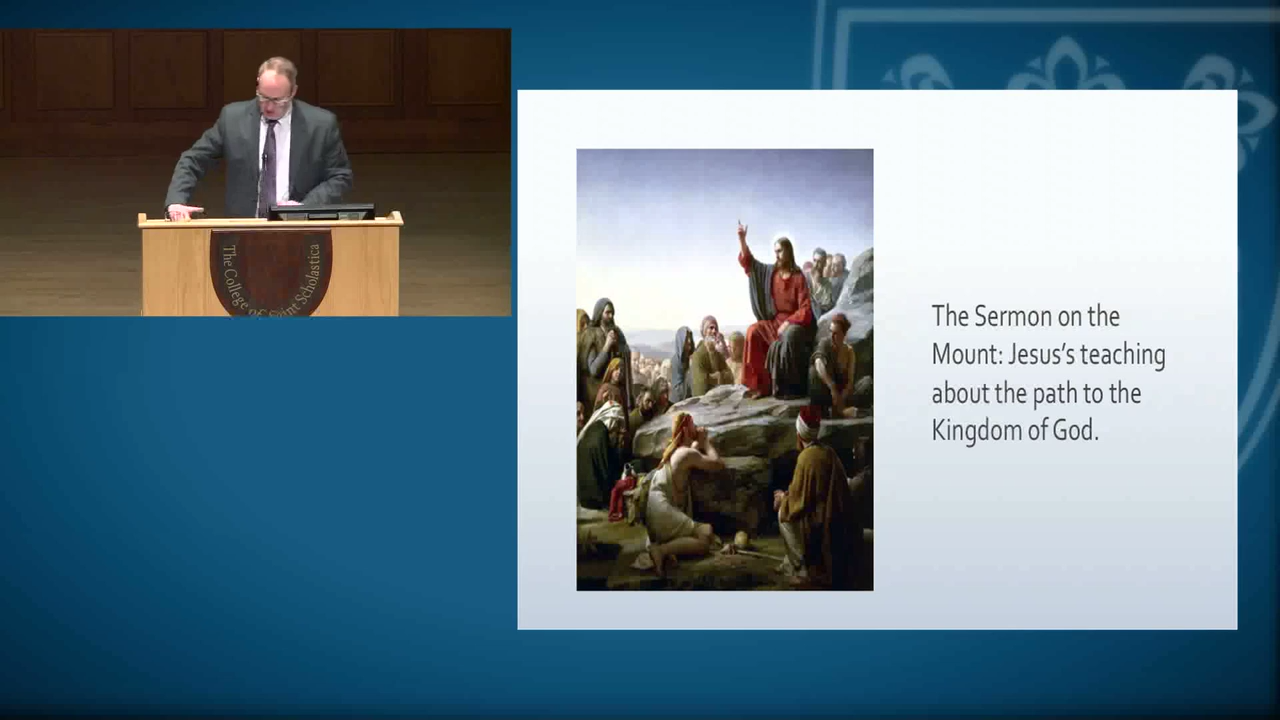 The College of Saint Scholastica
The Sermon on the
Mount: Jesus's teaching
about the path to the
Kingdom of God.